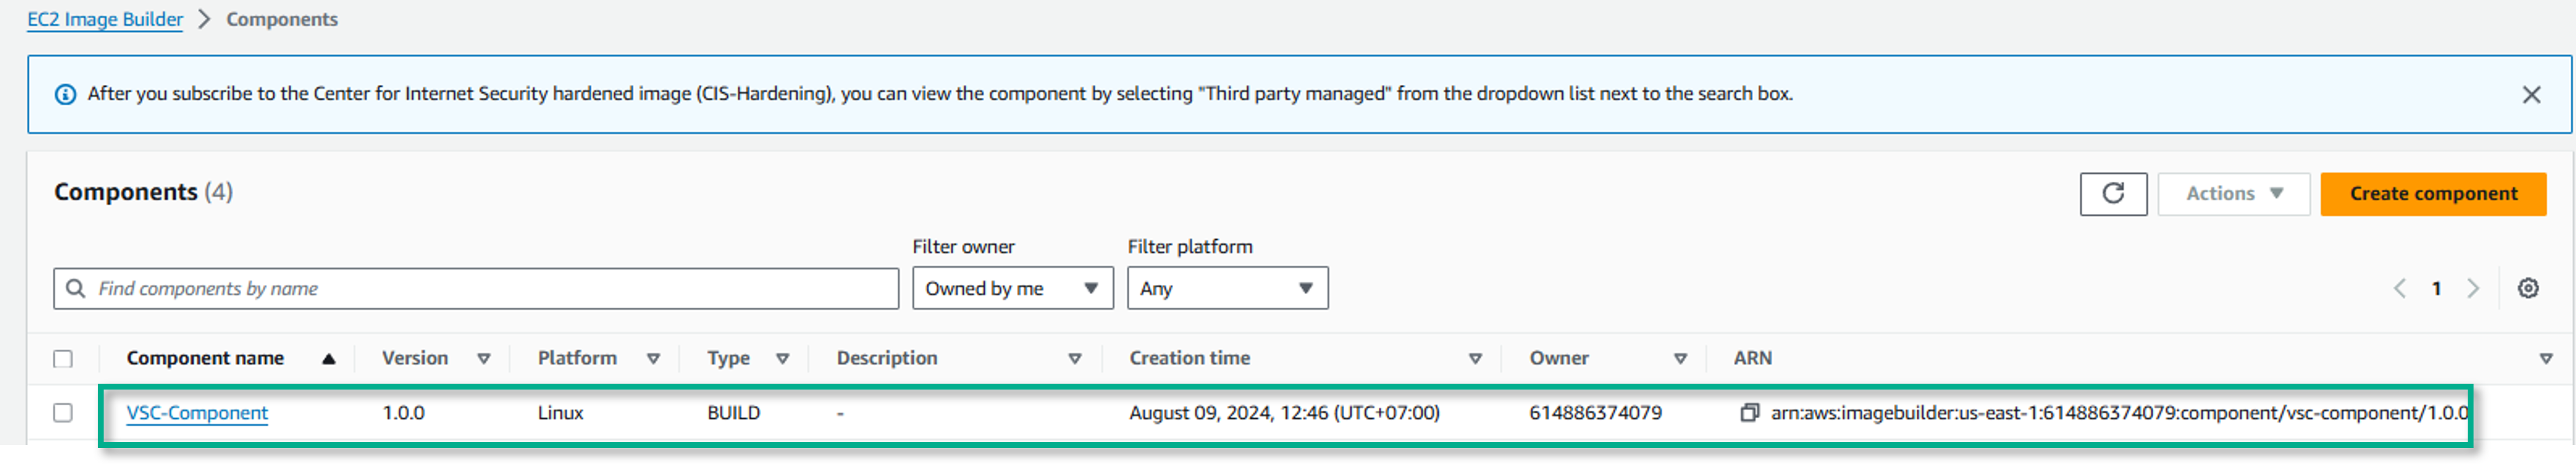 EC2 Image Builder > Components
After you subscribe to the Center for Internet Security hardened image (CIS-Hardening), you can view the component by selecting "Third party managed" from the dropdown list next to the search box.
Components (4)
Actions
Create component
Filter owner
Filter platform
Find components by name
Owned by me
Any
1
Component name Version Platform Type Description Creation time Owner ARN
VSC-Component 1.0.0 Linux BUILD - August 09, 2024, 12:46 (UTC+07:00) 614886374079 arn:aws:imagebuilder:us-east-1:614886374079:component/vsc-component/1.0.0